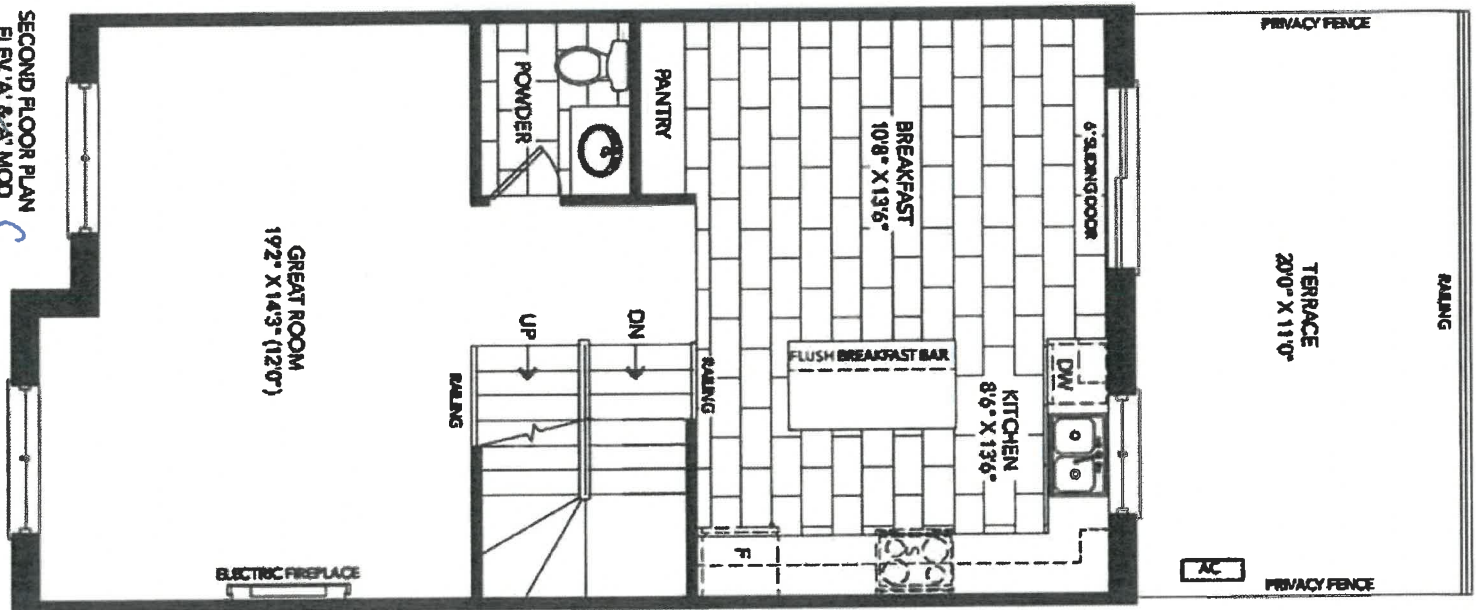 PRIVACY FENCE
RAILING
TERRACE
20'0" X 11'0"
AC
PRIVACY FENCE
6' SLIDING DOOR
DW
BREAKFAST
10'8" X 13'6"
KITCHEN
8'6" X 13'6"
FLUSH BREAKFAST BAR
S
F
PANTRY
POWDER
RAILING
DN
UP
RAILING
GREAT ROOM
19'2" X 14'3" (12'0")
ELECTRIC FIREPLACE
SECOND FLOOR PLAN
ELEV. 'A' & 'A' MOD